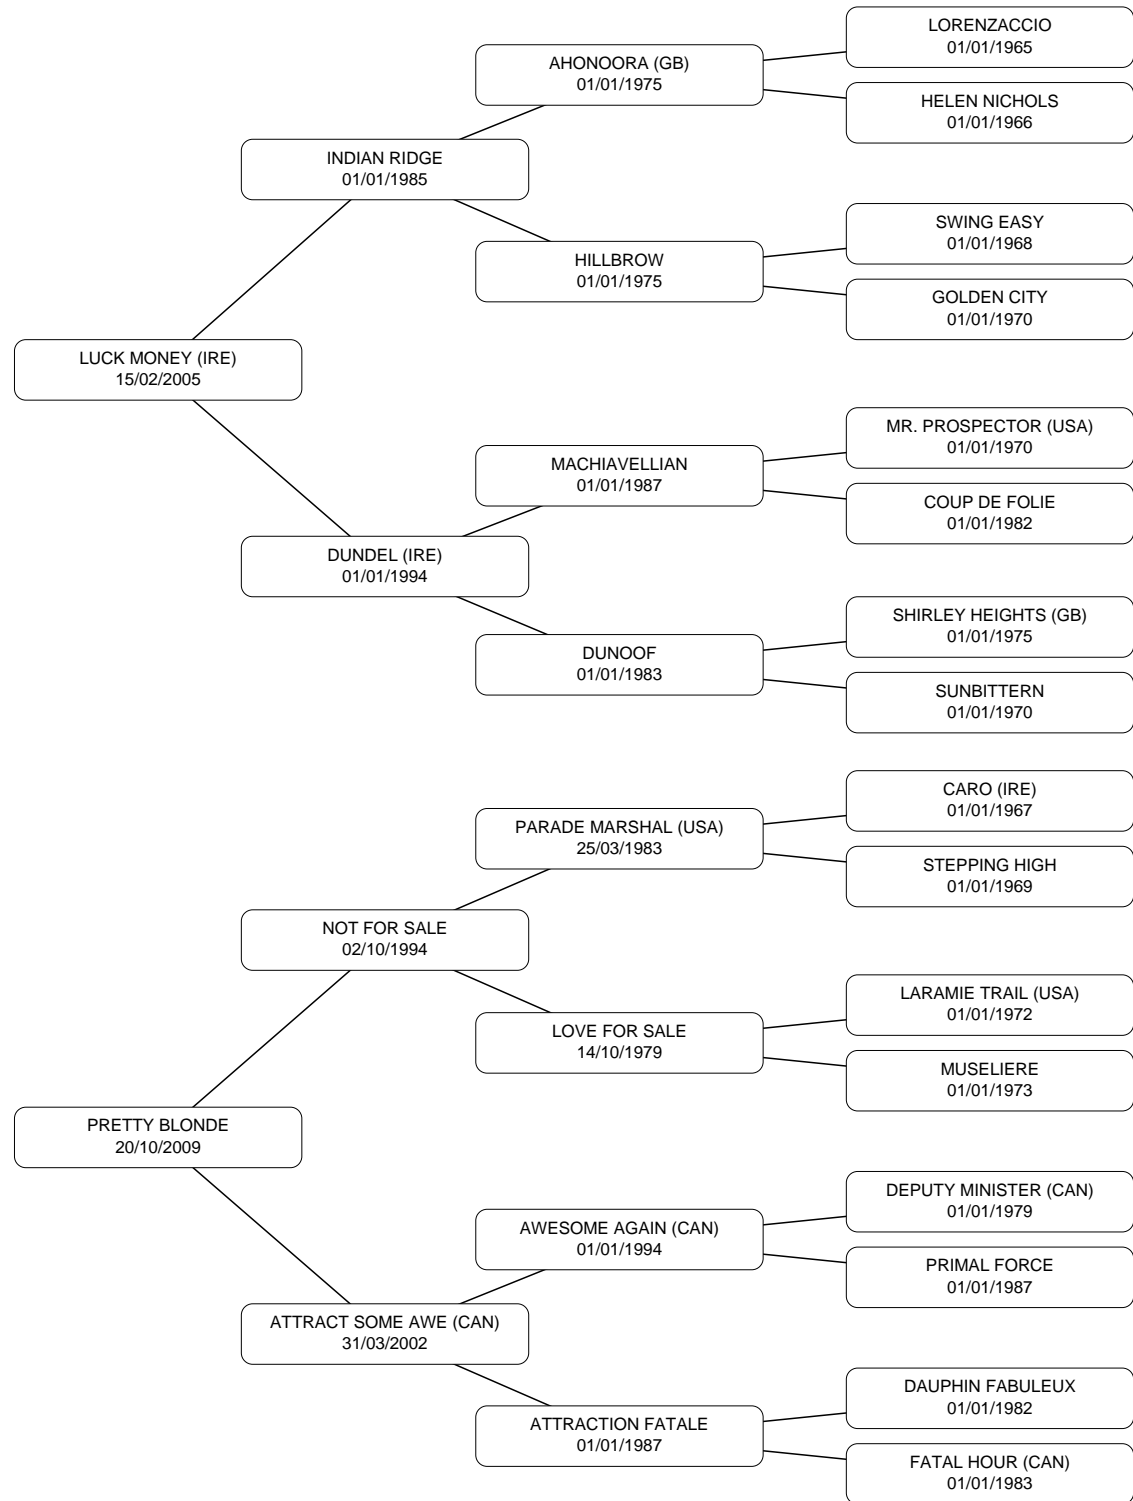 LORENZACCIO
01/01/1965
AHONOORA (GB)
01/01/1975
HELEN NICHOLS
01/01/1966
INDIAN RIDGE
01/01/1985
SWING EASY
01/01/1968
HILLBROW
01/01/1975
GOLDEN CITY
01/01/1970
LUCK MONEY (IRE)
15/02/2005
MR. PROSPECTOR (USA)
01/01/1970
MACHIAVELLIAN
01/01/1987
COUP DE FOLIE
01/01/1982
DUNDEL (IRE)
01/01/1994
SHIRLEY HEIGHTS (GB)
01/01/1975
DUNOOF
01/01/1983
SUNBITTERN
01/01/1970
CARO (IRE)
01/01/1967
PARADE MARSHAL (USA)
25/03/1983
STEPPING HIGH
01/01/1969
NOT FOR SALE
02/10/1994
LARAMIE TRAIL (USA)
01/01/1972
LOVE FOR SALE
14/10/1979
MUSELIERE
01/01/1973
PRETTY BLONDE
20/10/2009
DEPUTY MINISTER (CAN)
01/01/1979
AWESOME AGAIN (CAN)
01/01/1994
PRIMAL FORCE
01/01/1987
ATTRACT SOME AWE (CAN)
31/03/2002
DAUPHIN FABULEUX
01/01/1982
ATTRACTION FATALE
01/01/1987
FATAL HOUR (CAN)
01/01/1983